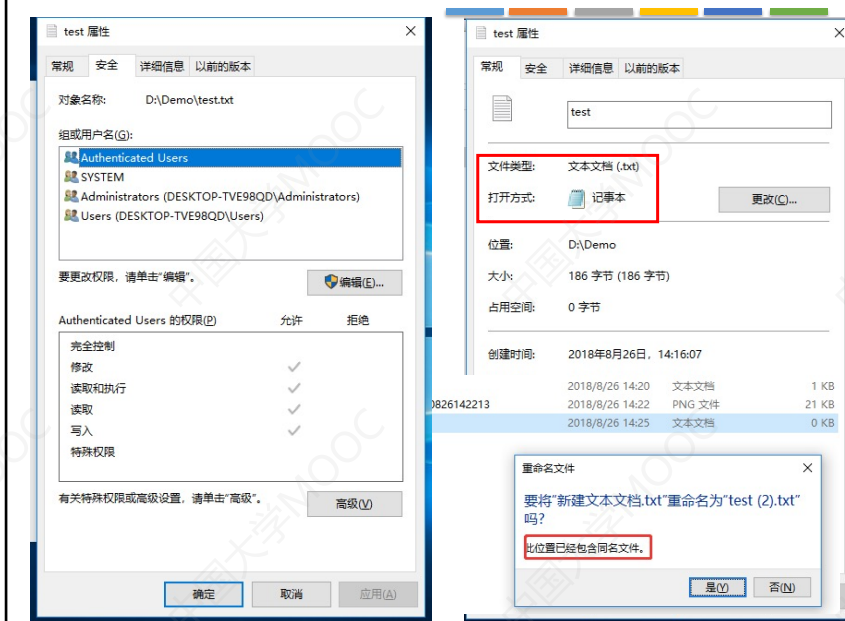 test 属性
常规 安全 详细信息 以前的版本
对象名称: D:\Demo\test.txt
组或用户名(G):
Authenticated Users
SYSTEM
Administrators (DESKTOP-TVE98QD\Administrators)
Users (DESKTOP-TVE98QD\Users)
要更改权限，请单击"编辑"。
编辑(E)...
Authenticated Users 的权限(P) 允许 拒绝
完全控制
修改
读取和执行
读取
写入
特殊权限
有关特殊权限或高级设置，请单击"高级"。
高级(V)
确定 取消 应用(A)
test 属性
常规 安全 详细信息 以前的版本
test
文件类型: 文本文档 (.txt)
打开方式: 记事本 更改(C)...
位置: D:\Demo
大小: 186 字节 (186 字节)
占用空间: 0 字节
创建时间: 2018年8月26日，14:16:07
2018/8/26 14:20 文本文档 1 KB
0826142213 2018/8/26 14:22 PNG 文件 21 KB
2018/8/26 14:25 文本文档 0 KB
重命名文件
要将"新建文本文档.txt"重命名为"test (2).txt"
吗?
此位置已经包含同名文件。
是(Y) 否(N)
中国大学MOOC